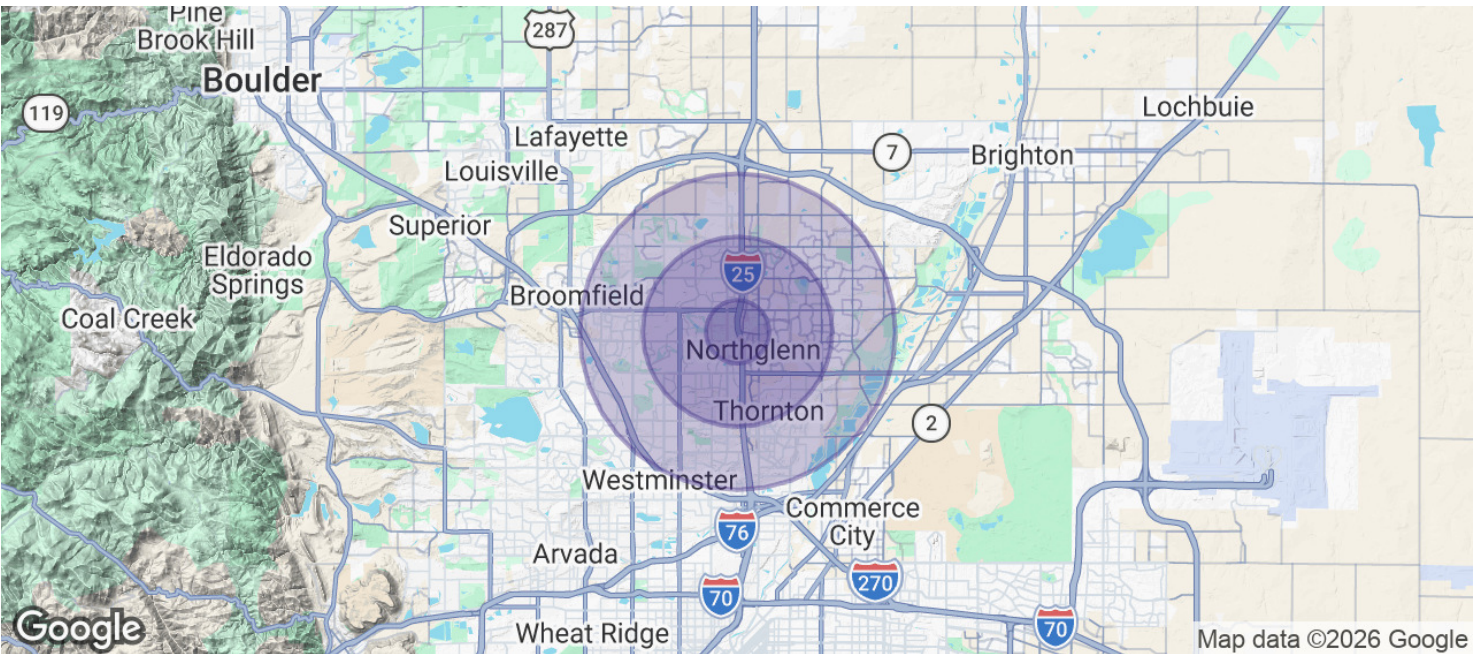 Pine
Brook Hill
287
Boulder
119
Lochbuie
Lafayette
7
Brighton
Louisville
Superior
Eldorado
Springs
25
Broomfield
Coal Creek
Northglenn
Thornton
2
Westminster
Commerce
City
76
Arvada
270
70
70
Wheat Ridge
Google
Map data ©2026 Google